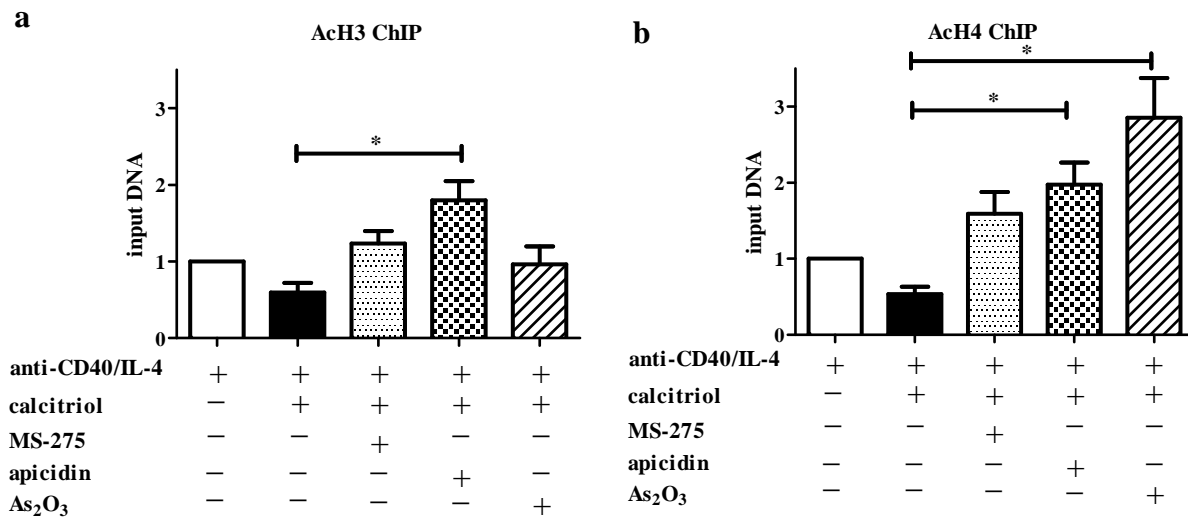 a
AcH3 ChIP
input DNA
3
2
1
0
*
anti-CD40/IL-4 + + + + +
calcitriol − + + + +
MS-275 − − + − −
apicidin − − − + −
As₂O₃ − − − − +
b
AcH4 ChIP
input DNA
3
2
1
0
*
*
anti-CD40/IL-4 + + + + +
calcitriol − + + + +
MS-275 − − + − −
apicidin − − − + −
As₂O₃ − − − − +